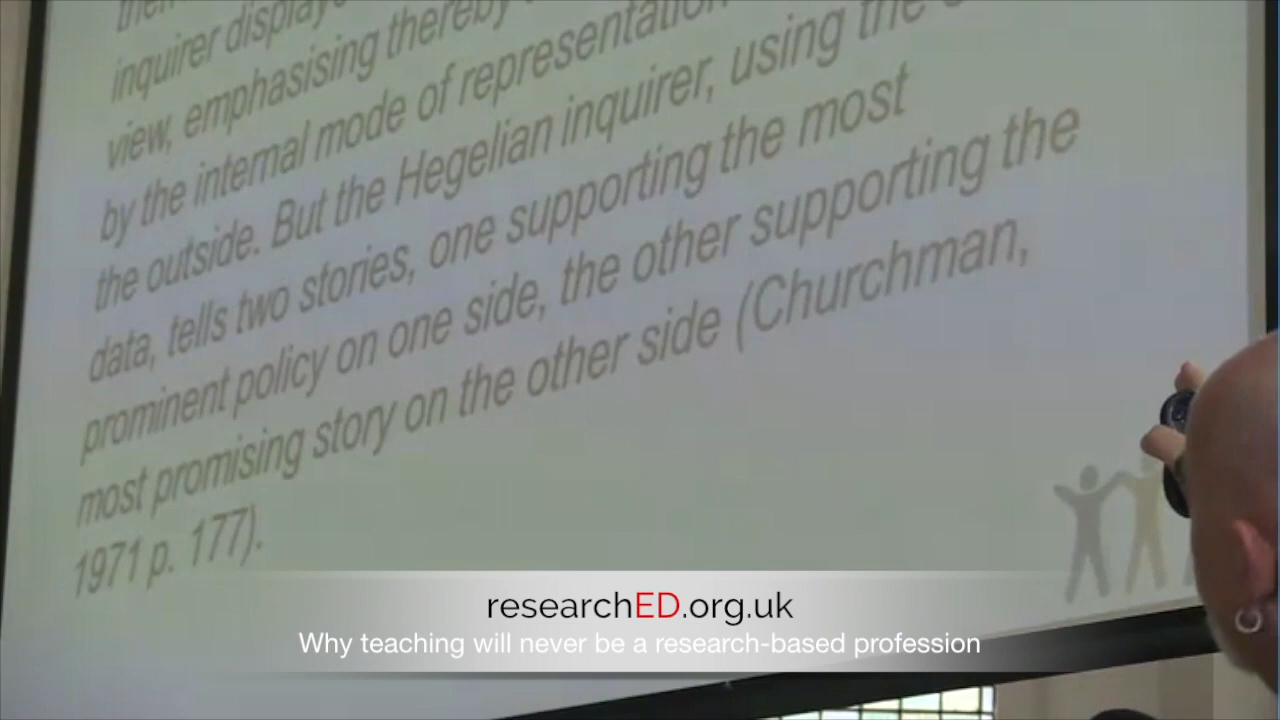 inquirer
view, emphasising thereby
by the internal mode of representation
the outside. But the Hegelian inquirer, using the
data, tells two stories, one supporting the most
prominent policy on one side, the other supporting the
most promising story on the other side (Churchman,
1971 p. 177).
researchED.org.uk
Why teaching will never be a research-based profession